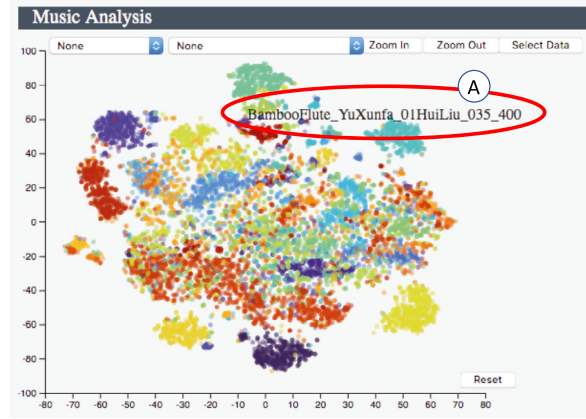 Music Analysis
None None Zoom In Zoom Out Select Data
A
BambooFlute_YuXunfa_01HuiLiu_035_400
100
80
60
40
20
0
-20
-40
-60
-80
-100
Reset
-80 -70 -60 -50 -40 -30 -20 -10 0 10 20 30 40 50 60 70 80